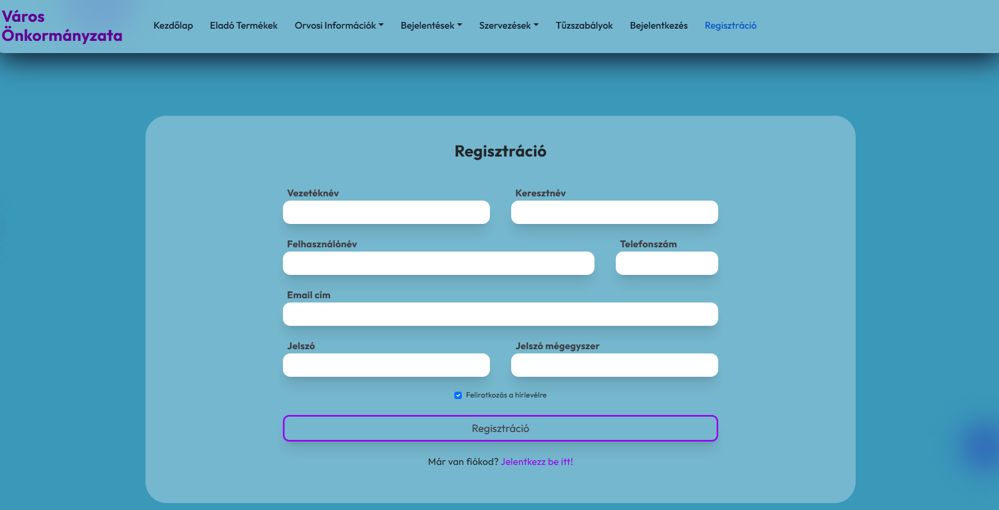 Város
Önkormányzata
Kezdőlap Eladó Termékek Orvosi Információk Bejelentések Szervezések Tűzszabályok Bejelentkezés Regisztráció
Regisztráció
Vezetéknév Keresztnév
Felhasználónév Telefonszám
Email cím
Jelszó Jelszó mégegyszer
Feliratkozás a hírlevélre
Regisztráció
Már van fiókod? Jelentkezz be itt!